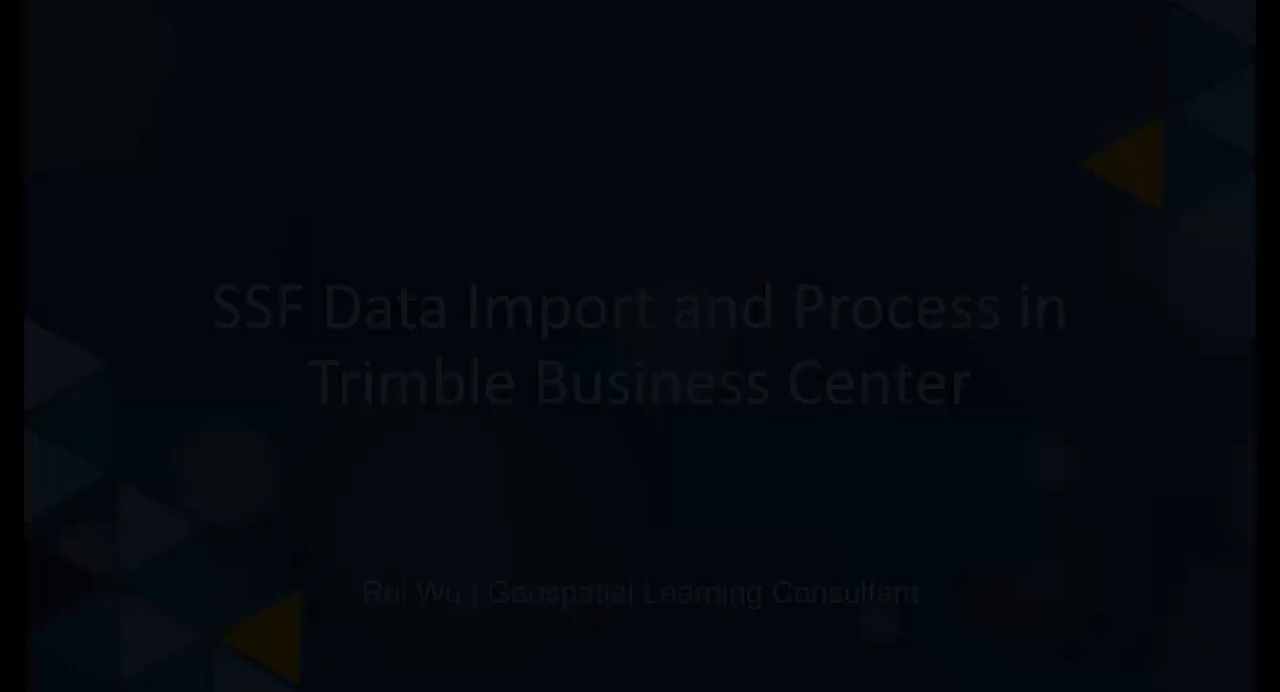 SSF Data Import and Process in
Trimble Business Center
Rui Wu | Geospatial Learning Consultant